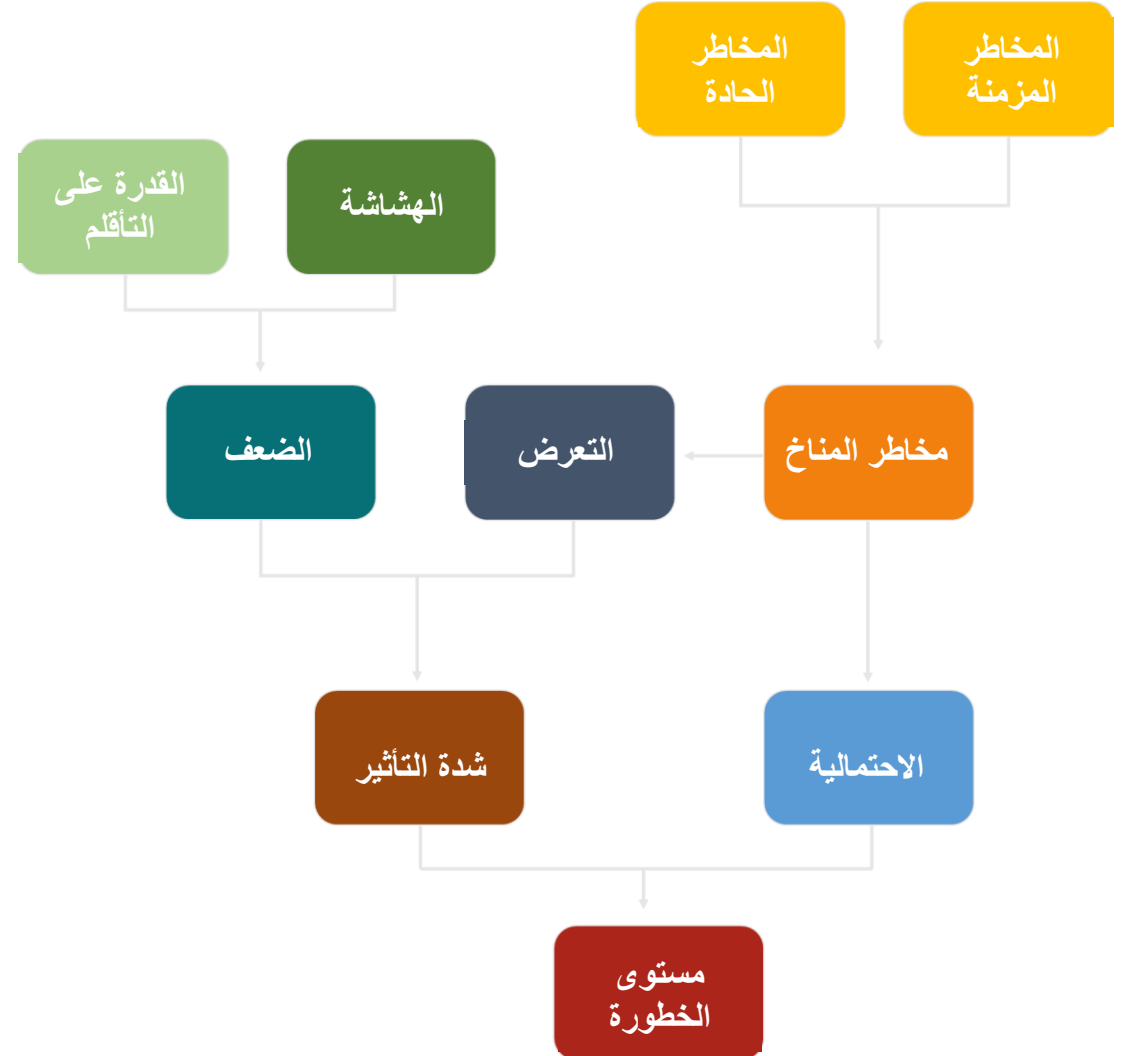 المخاطر
المزمنة
المخاطر
الحادة
الهشاشة
القدرة على
التأقلم
مخاطر المناخ
التعرض
الضعف
الاحتمالية
شدة التأثير
مستوى
الخطورة